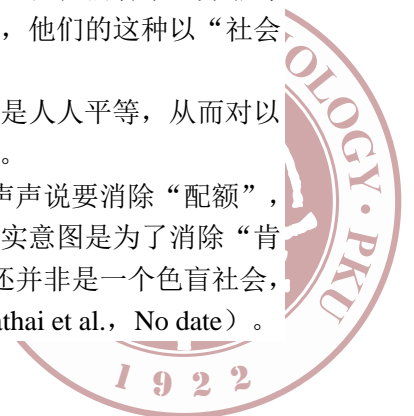 ，他们的这种以“社会
是人人平等，从而对以
。
声声说要消除“配额”，
实意图是为了消除“肯
还并非是一个色盲社会，
athai et al.，No date）。
OLOGY • PKU
1922